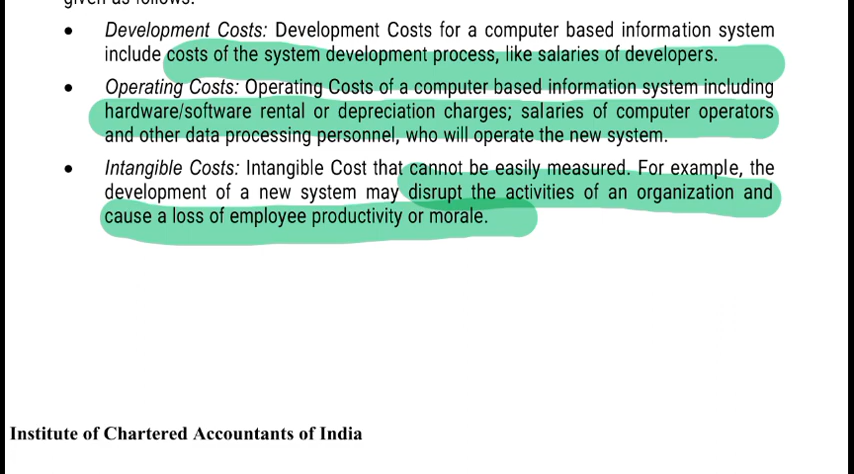 given as follows:
• Development Costs: Development Costs for a computer based information system
include costs of the system development process, like salaries of developers.
• Operating Costs: Operating Costs of a computer based information system including
hardware/software rental or depreciation charges; salaries of computer operators
and other data processing personnel, who will operate the new system.
• Intangible Costs: Intangible Cost that cannot be easily measured. For example, the
development of a new system may disrupt the activities of an organization and
cause a loss of employee productivity or morale.
Institute of Chartered Accountants of India